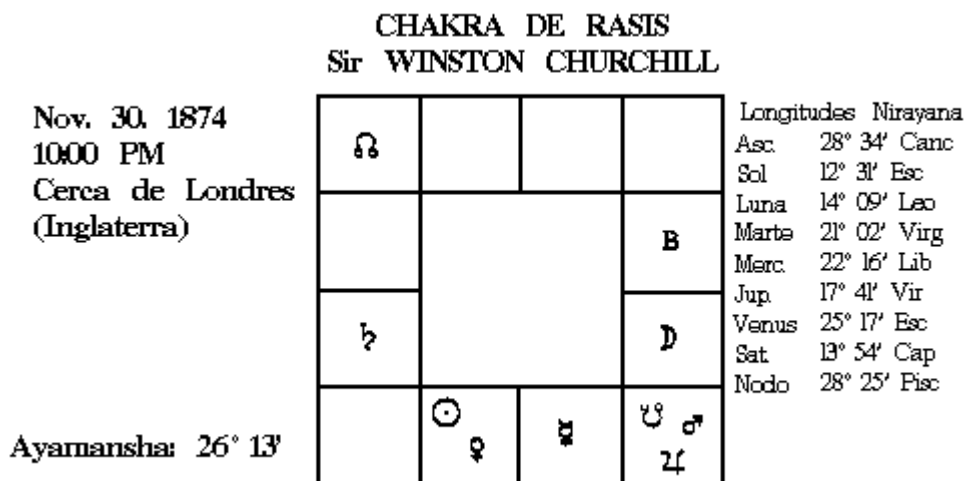 CHAKRA DE RASIS
Sir WINSTON CHURCHILL
Nov. 30. 1874
10:00 PM
Cerca de Londres
(Inglaterra)
Ayamansha: 26° 13'
☊
B
♄
☽
☉
♀
☿
☋ ♂
♃
Longitudes Nirayana
Asc. 28° 34' Canc
Sol 12° 31' Esc
Luna 14° 09' Leo
Marte 21° 02' Virg
Merc. 22° 16' Lib
Jup. 17° 41' Vir
Venus 25° 17' Esc
Sat. 13° 54' Cap
Nodo 28° 25' Pisc